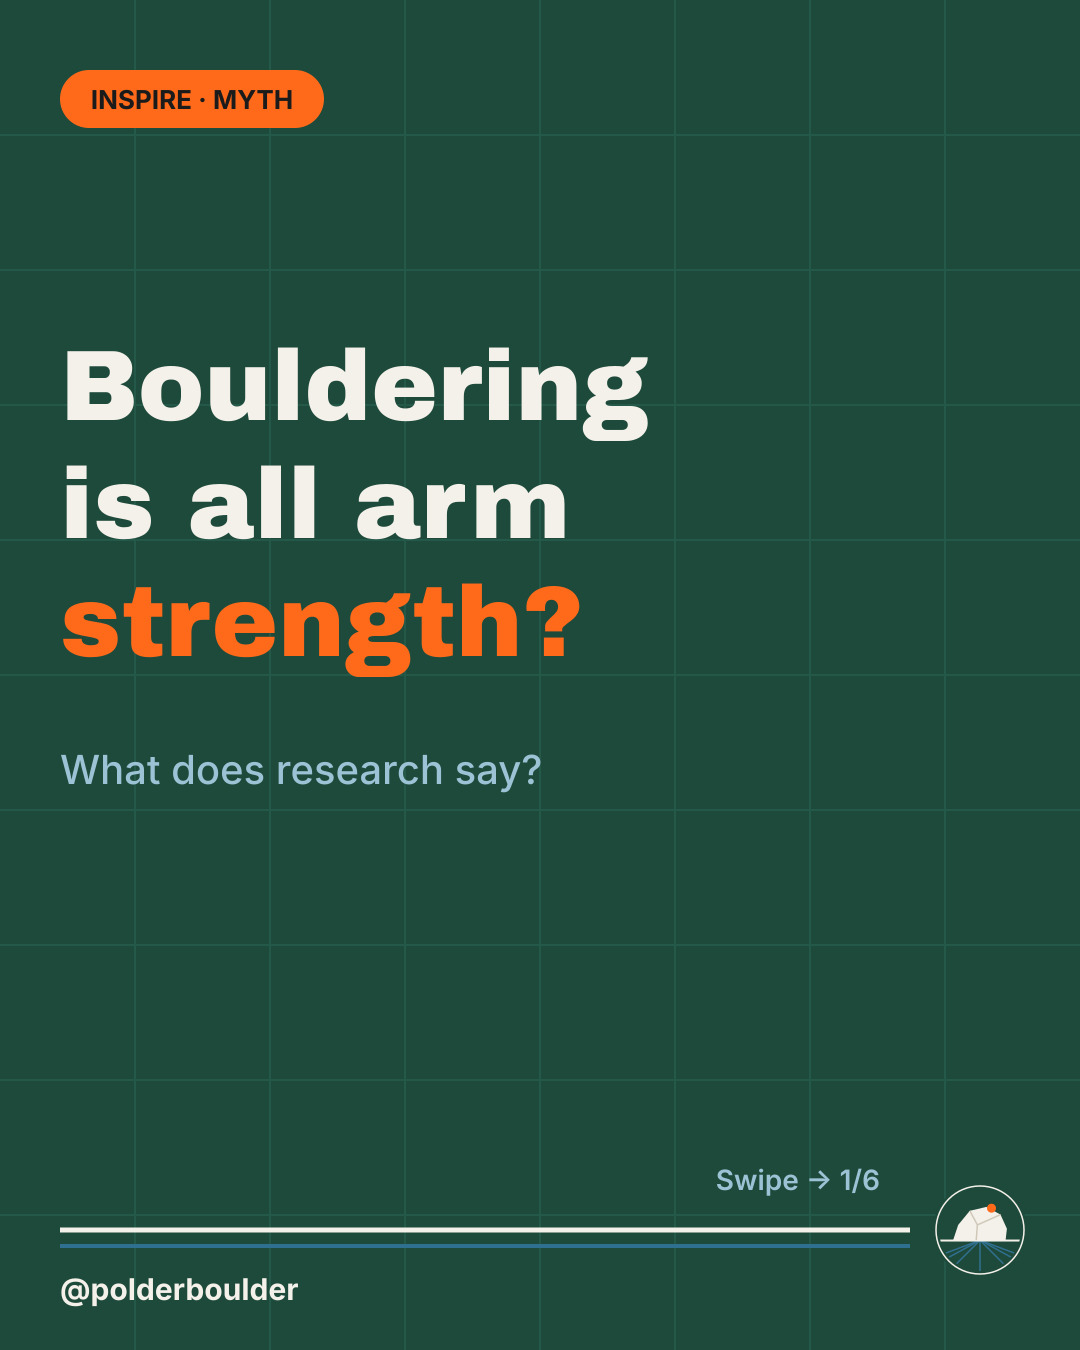 INSPIRE · MYTH
Bouldering
is all arm
strength?
What does research say?
Swipe → 1/6
@polderboulder